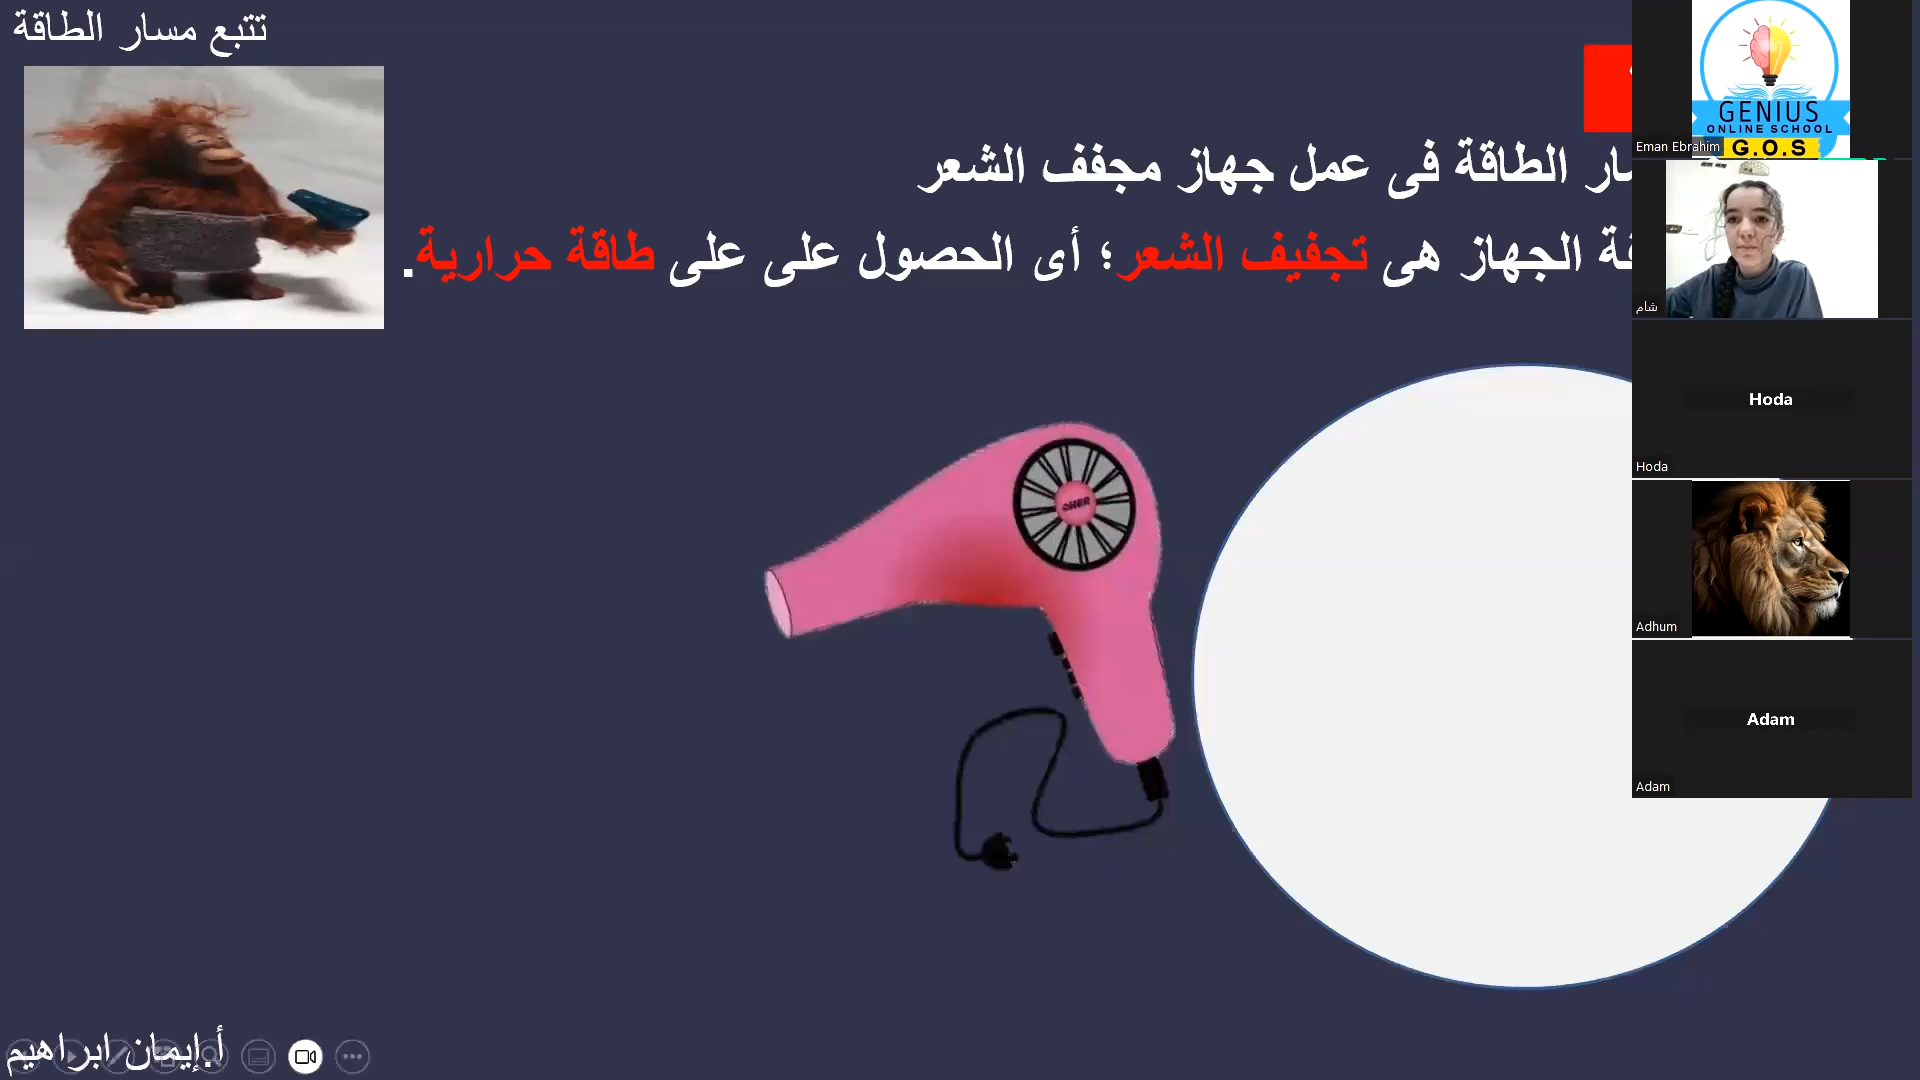 تتبع مسار الطاقة
الطاقة فى عمل جهاز مجفف الشعر
الجهاز هى تجفيف الشعر؛ أى الحصول على على طاقة حرارية.
CHER
أ.إيمان ابراهيم
GENIUS
ONLINE SCHOOL
G.O.S
Eman Ebrahim
شام
Hoda
Hoda
Adhum
Adam
Adam